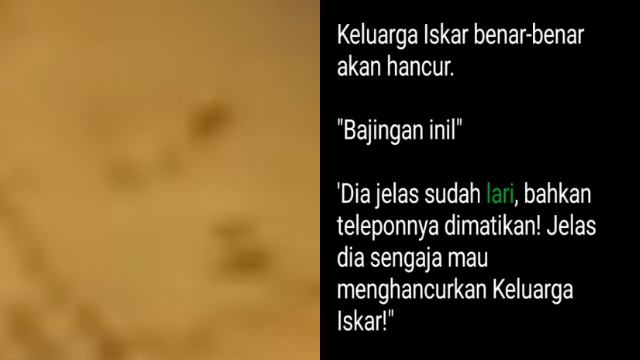 Keluarga Iskar benar-benar
akan hancur.
"Bajingan inil"
'Dia jelas sudah lari, bahkan
teleponnya dimatikan! Jelas
dia sengaja mau
menghancurkan Keluarga
Iskar!"